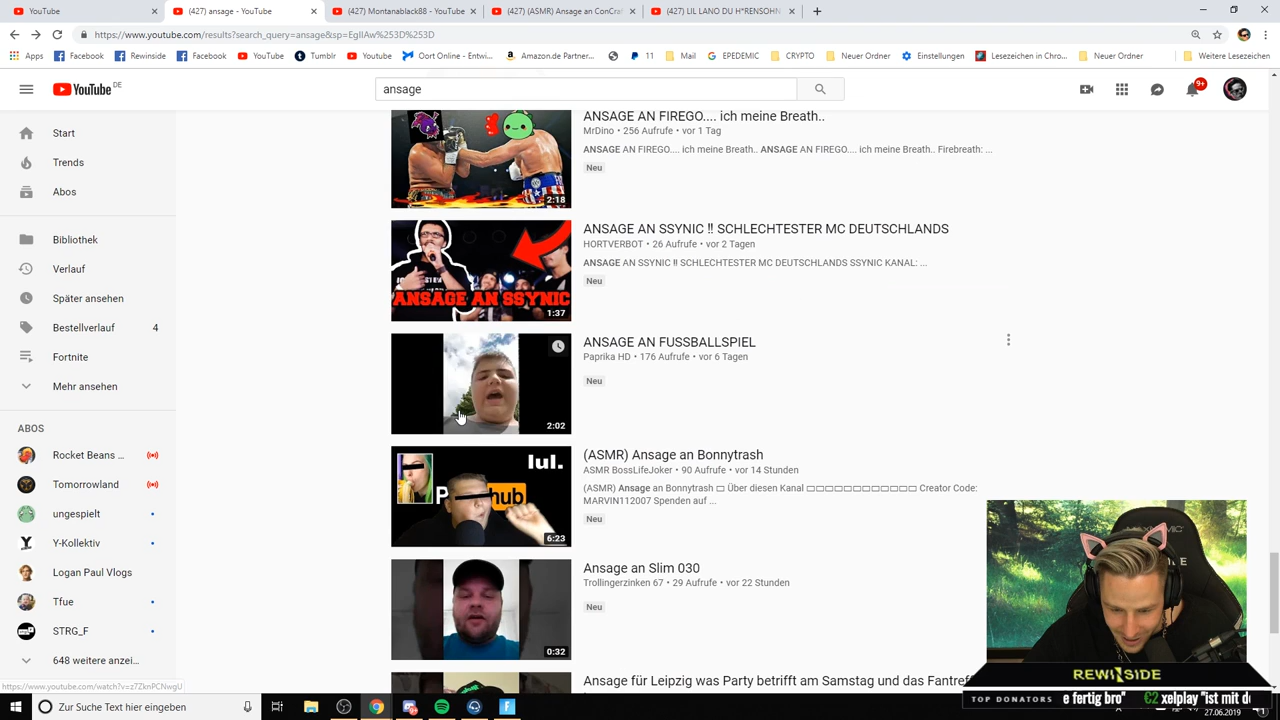 YouTube
(427) ansage - YouTube
(427) Montanablack88 - YouTube
(427) (ASMR) Ansage an ConCra
(427) LIL LANO DU H*RENSOHN
https://www.youtube.com/results?search_query=ansage&sp=EgIIAw%253D%253D
Apps
Facebook
Rewinside
Facebook
YouTube
Tumblr
Youtube
Oort Online - Entwi...
Amazon.de Partner...
11
Mail
EPEDEMIC
CRYPTO
Neuer Ordner
Einstellungen
Lesezeichen in Chro...
Neuer Ordner
Weitere Lesezeichen
YouTube DE
ansage
9+
Start
Trends
Abos
Bibliothek
Verlauf
Später ansehen
Bestellverlauf 4
Fortnite
Mehr ansehen
ABOS
Rocket Beans ...
Tomorrowland
ungespielt
Y-Kollektiv
Logan Paul Vlogs
Tfue
STRG_F
648 weitere anzei...
https://www.youtube.com/watch?v=z7ZknPCNwgU
ANSAGE AN FIREGO.... ich meine Breath..
MrDino • 256 Aufrufe • vor 1 Tag
ANSAGE AN FIREGO.... ich meine Breath.. ANSAGE AN FIREGO.... ich meine Breath.. Firebreath: ...
Neu
2:18
ANSAGE AN SSYNIC ‼ SCHLECHTESTER MC DEUTSCHLANDS
HORTVERBOT • 26 Aufrufe • vor 2 Tagen
ANSAGE AN SSYNIC ‼ SCHLECHTESTER MC DEUTSCHLANDS SSYNIC KANAL: ...
Neu
ANSAGE AN SSYNIC
1:37
ANSAGE AN FUSSBALLSPIEL
Paprika HD • 176 Aufrufe • vor 6 Tagen
Neu
2:02
(ASMR) Ansage an Bonnytrash
ASMR BossLifeJoker • 90 Aufrufe • vor 14 Stunden
(ASMR) Ansage an Bonnytrash □ Über diesen Kanal □□□□□□□□□□□□ Creator Code:
MARVIN112007 Spenden auf ...
Neu
lul.
P hub
6:23
Ansage an Slim 030
Trollingerzinken 67 • 29 Aufrufe • vor 22 Stunden
Neu
0:32
Ansage für Leipzig was Party betrifft am Samstag und das Fantreff
REWINSIDE
TOP DONATORS
e fertig bro" €2 xelplay "ist mit d
Zur Suche Text hier eingeben
27.06.2019